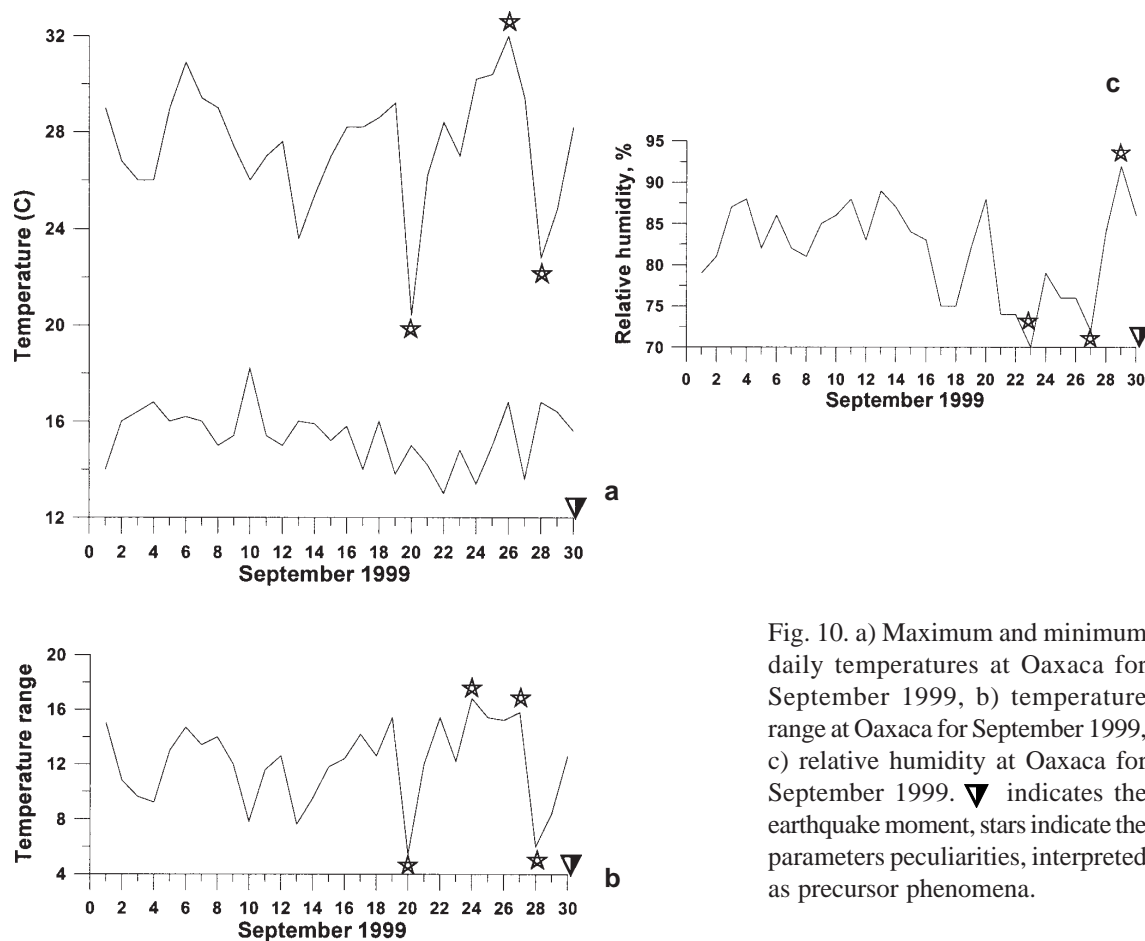 32
28
24
20
16
12
Temperature (C)
0 2 4 6 8 10 12 14 16 18 20 22 24 26 28 30
September 1999
a
c
95
90
85
80
75
70
Relative humidity, %
0 2 4 6 8 10 12 14 16 18 20 22 24 26 28 30
September 1999
20
16
12
8
4
Temperature range
0 2 4 6 8 10 12 14 16 18 20 22 24 26 28 30
September 1999
b
Fig. 10. a) Maximum and minimum
daily temperatures at Oaxaca for
September 1999, b) temperature
range at Oaxaca for September 1999,
c) relative humidity at Oaxaca for
September 1999. indicates the
earthquake moment, stars indicate the
parameters peculiarities, interpreted
as precursor phenomena.